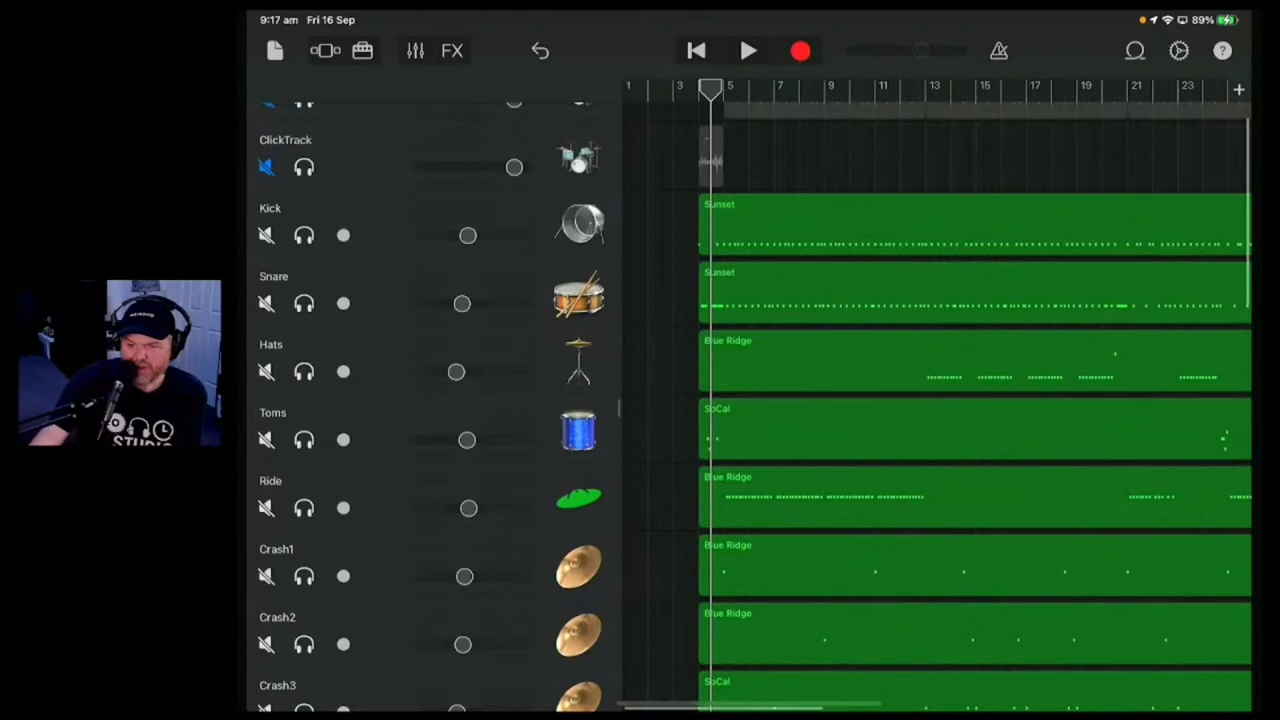 9:17 am Fri 16 Sep
89%
FX
1 3 5 7 9 11 13 15 17 19 21 23
ClickTrack
Kick
Sunset
Snare
Sunset
Hats
Blue Ridge
Toms
SoCal
Ride
Blue Ridge
Crash1
Blue Ridge
Crash2
Blue Ridge
Crash3
SoCal
STUDIO